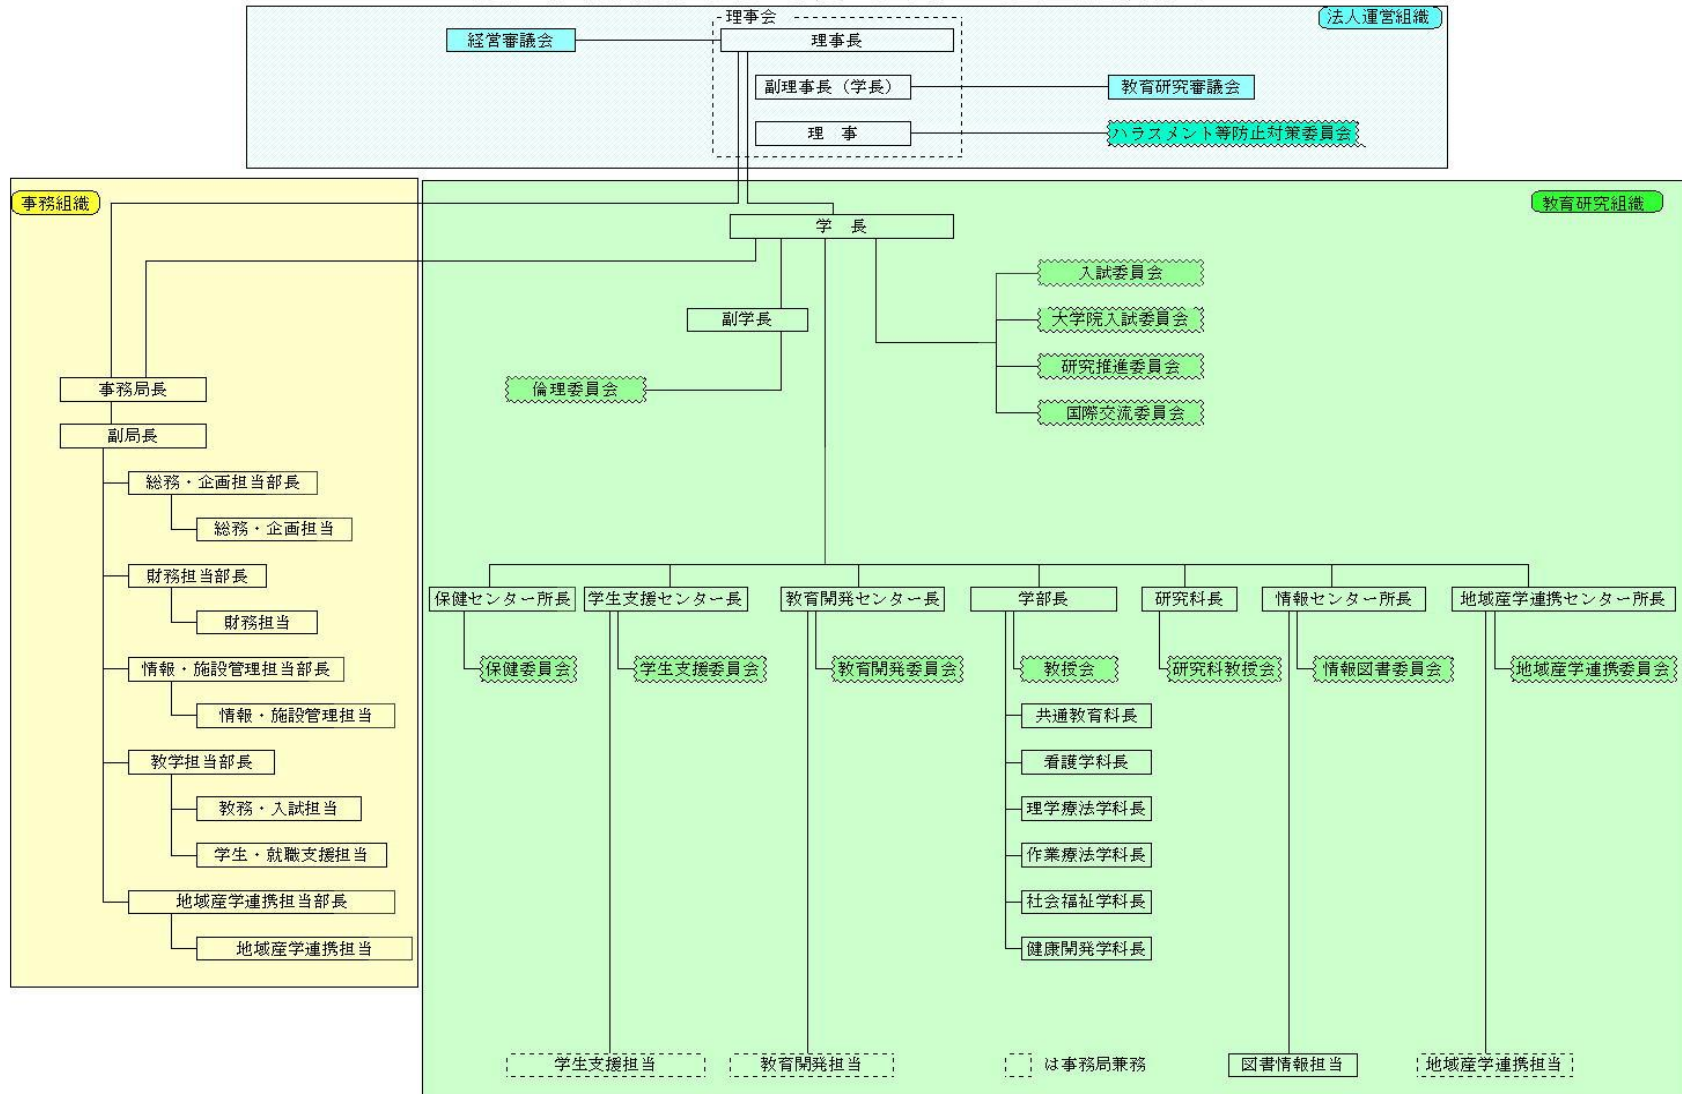 理事会
法人運営組織
経営審議会
理事長
副理事長（学長）
教育研究審議会
理　事
ハラスメント等防止対策委員会
事務組織
教育研究組織
学　長
入試委員会
副学長
大学院入試委員会
研究推進委員会
事務局長
倫理委員会
国際交流委員会
副局長
総務・企画担当部長
総務・企画担当
財務担当部長
財務担当
情報・施設管理担当部長
情報・施設管理担当
教学担当部長
教務・入試担当
学生・就職支援担当
地域産学連携担当部長
地域産学連携担当
保健センター所長
学生支援センター長
教育開発センター長
学部長
研究科長
情報センター所長
地域産学連携センター所長
保健委員会
学生支援委員会
教育開発委員会
教授会
研究科教授会
情報図書委員会
地域産学連携委員会
共通教育科長
看護学科長
理学療法学科長
作業療法学科長
社会福祉学科長
健康開発学科長
学生支援担当
教育開発担当
は事務局兼務
図書情報担当
地域産学連携担当